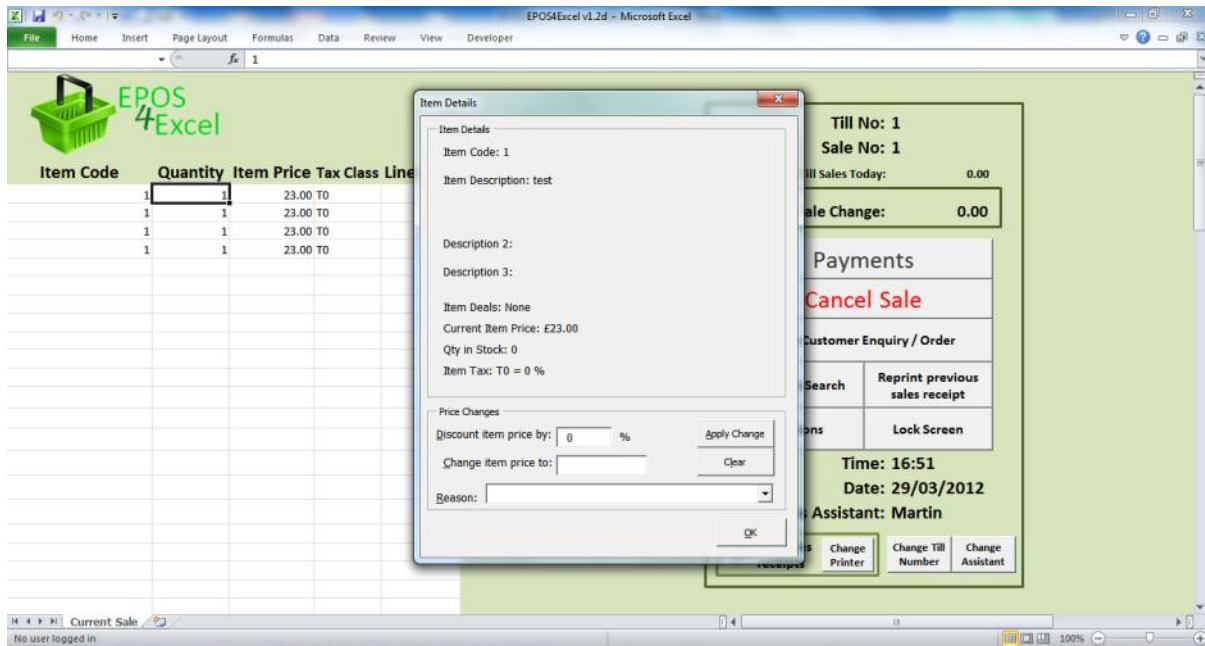 EPOS4Excel v1.2d - Microsoft Excel
File Home Insert Page Layout Formulas Data Review View Developer
fx 1
EPOS
4Excel
Item Code Quantity Item Price Tax Class Line
1 1 23.00 T0
1 1 23.00 T0
1 1 23.00 T0
1 1 23.00 T0
Item Details
Item Details
Item Code: 1
Item Description: test
Description 2:
Description 3:
Item Deals: None
Current Item Price: £23.00
Qty in Stock: 0
Item Tax: T0 = 0 %
Price Changes
Discount item price by: 0 % Apply Change
Change item price to: Clear
Reason:
OK
Till No: 1
Sale No: 1
ill Sales Today: 0.00
ale Change: 0.00
Payments
Cancel Sale
Customer Enquiry / Order
Search
Reprint previous
sales receipt
ons
Lock Screen
Time: 16:51
Date: 29/03/2012
Assistant: Martin
receipts
Change
Printer
Change Till
Number
Change
Assistant
Current Sale
No user logged in 100%